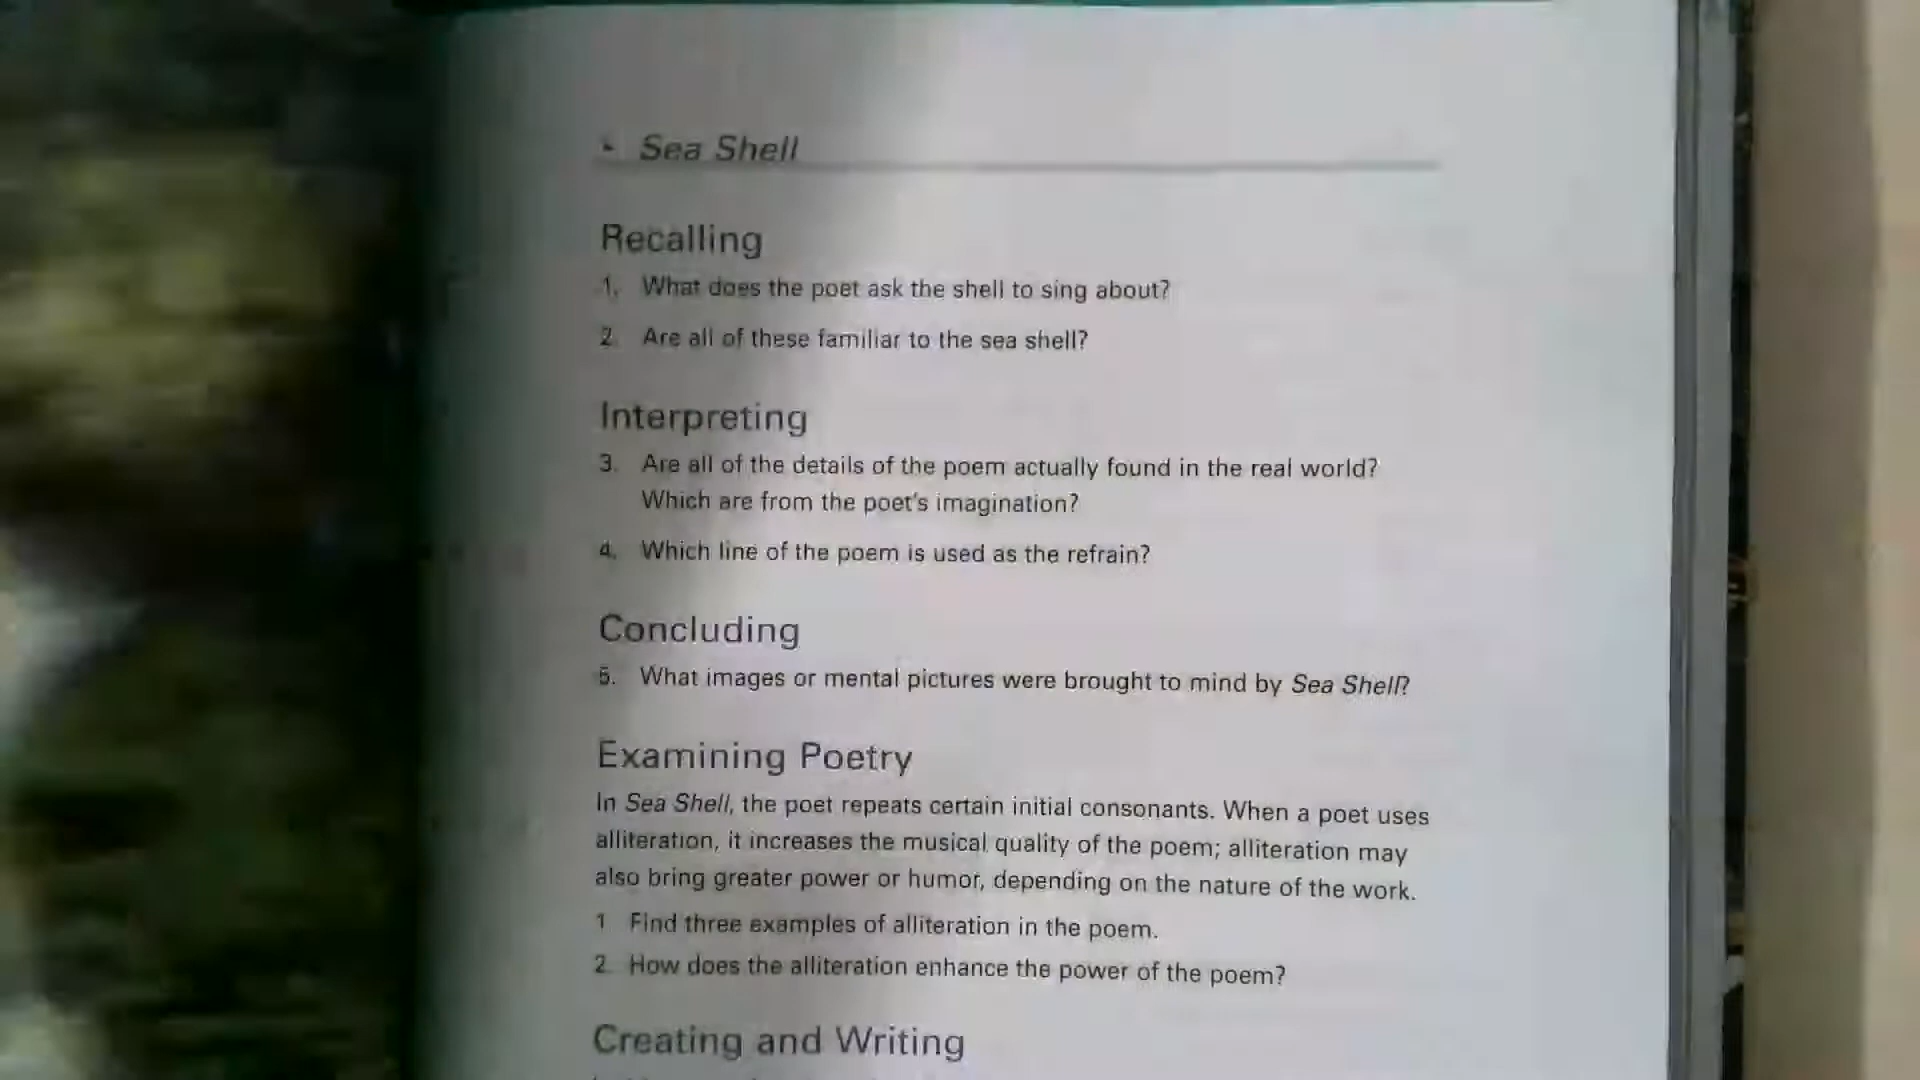 Sea Shell
Recalling
1. What does the poet ask the shell to sing about?
2. Are all of these familiar to the sea shell?
Interpreting
3. Are all of the details of the poem actually found in the real world?
Which are from the poet's imagination?
4. Which line of the poem is used as the refrain?
Concluding
5. What images or mental pictures were brought to mind by Sea Shell?
Examining Poetry
In Sea Shell, the poet repeats certain initial consonants. When a poet uses
alliteration, it increases the musical quality of the poem; alliteration may
also bring greater power or humor, depending on the nature of the work.
1 Find three examples of alliteration in the poem.
2. How does the alliteration enhance the power of the poem?
Creating and Writing